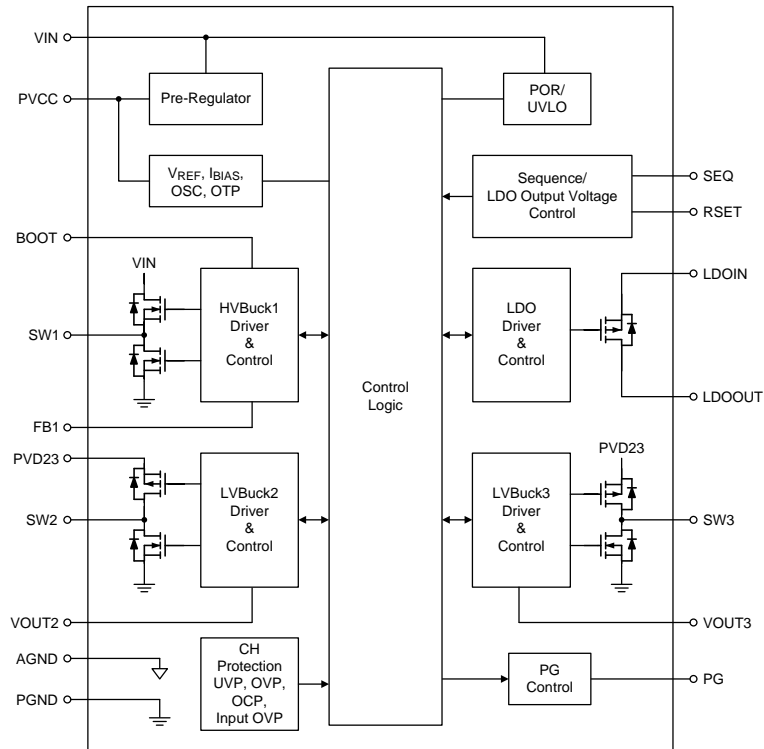 VIN
PVCC
Pre-Regulator
POR/
UVLO
VREF, IBIAS,
OSC, OTP
Sequence/
LDO Output Voltage
Control
SEQ
RSET
BOOT
VIN
SW1
HVBuck1
Driver
&
Control
FB1
Control
Logic
LDO
Driver
&
Control
LDOIN
LDOOUT
PVD23
SW2
LVBuck2
Driver
&
Control
VOUT2
LVBuck3
Driver
&
Control
PVD23
SW3
VOUT3
AGND
PGND
CH
Protection
UVP, OVP,
OCP,
Input OVP
PG
Control
PG